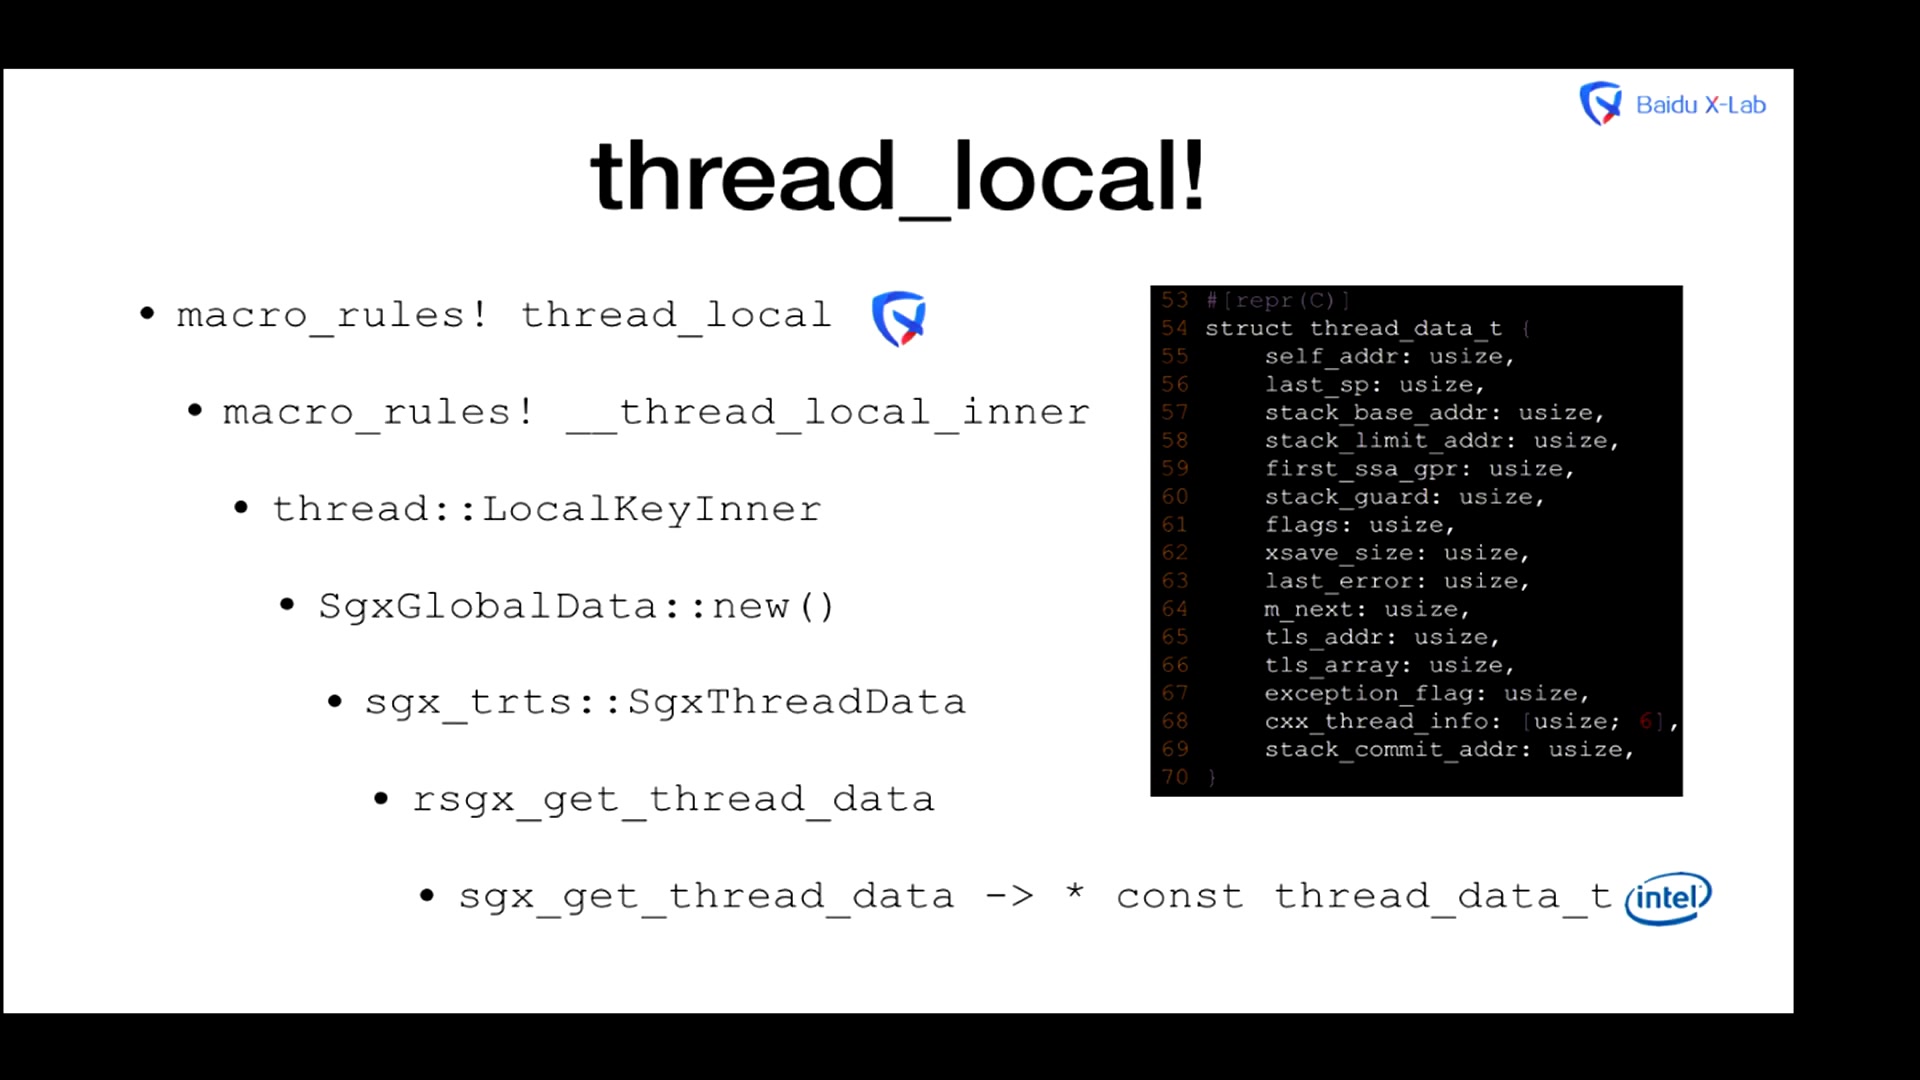 Baidu X-Lab
thread_local!
• macro_rules! thread_local
• macro_rules! __thread_local_inner
• thread::LocalKeyInner
• SgxGlobalData::new()
• sgx_trts::SgxThreadData
• rsgx_get_thread_data
• sgx_get_thread_data -> * const thread_data_t
intel
53 #[repr(C)]
54 struct thread_data_t {
55     self_addr: usize,
56     last_sp: usize,
57     stack_base_addr: usize,
58     stack_limit_addr: usize,
59     first_ssa_gpr: usize,
60     stack_guard: usize,
61     flags: usize,
62     xsave_size: usize,
63     last_error: usize,
64     m_next: usize,
65     tls_addr: usize,
66     tls_array: usize,
67     exception_flag: usize,
68     cxx_thread_info: [usize; 6],
69     stack_commit_addr: usize,
70 }